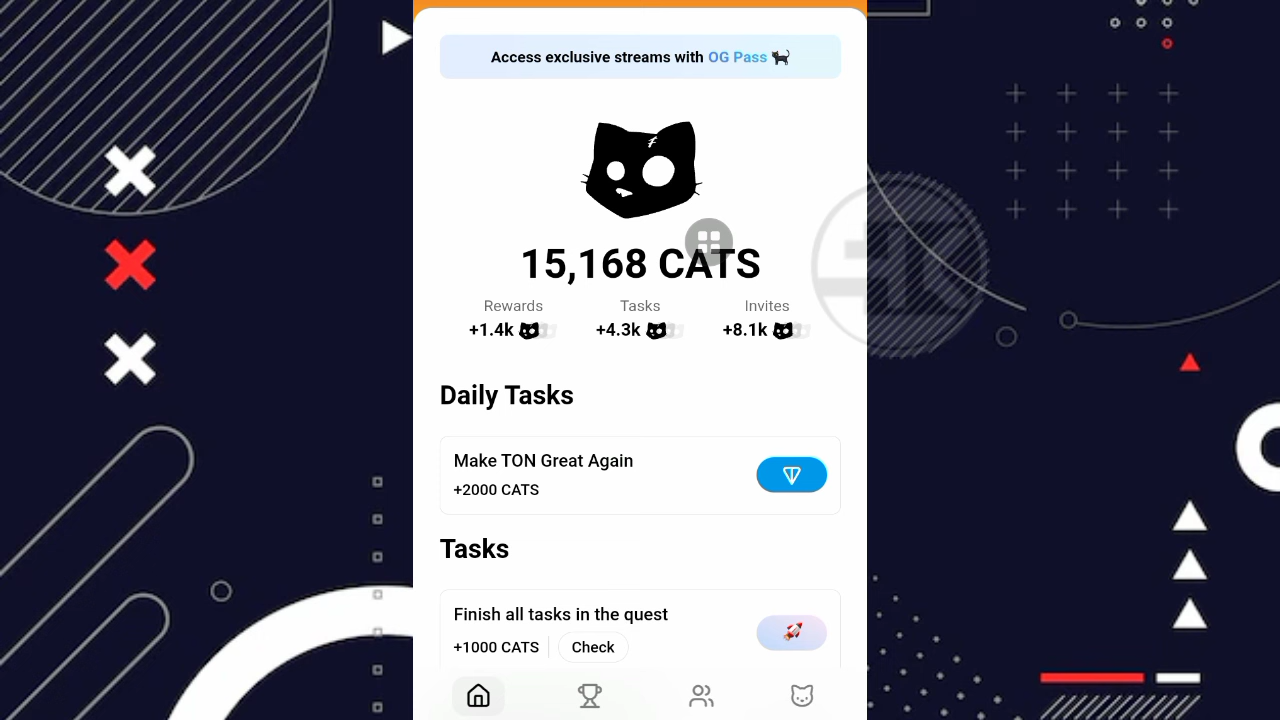 Access exclusive streams with OG Pass 🐈‍⬛
15,168 CATS
Rewards Tasks Invites
+1.4k +4.3k +8.1k
Daily Tasks
Make TON Great Again
+2000 CATS
Tasks
Finish all tasks in the quest
+1000 CATS Check